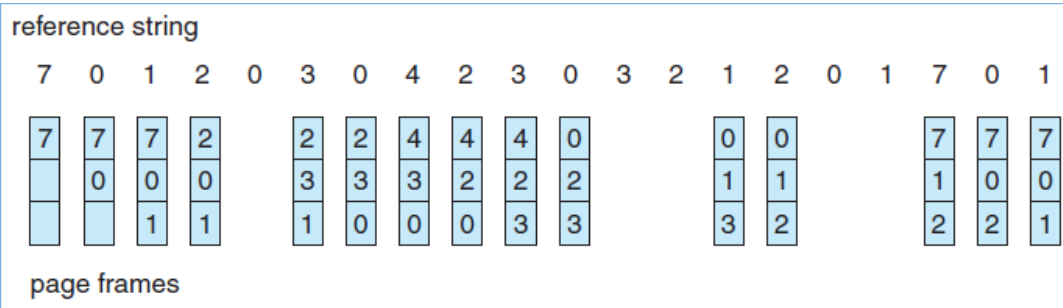 reference string
7 0 1 2 0 3 0 4 2 3 0 3 2 1 2 0 1 7 0 1
7 7 7 2 2 2 4 4 4 0 0 0 7 7 7
0 0 0 3 3 3 2 2 2 1 1 1 0 0
1 1 1 0 0 0 3 3 3 2 2 2 1
page frames